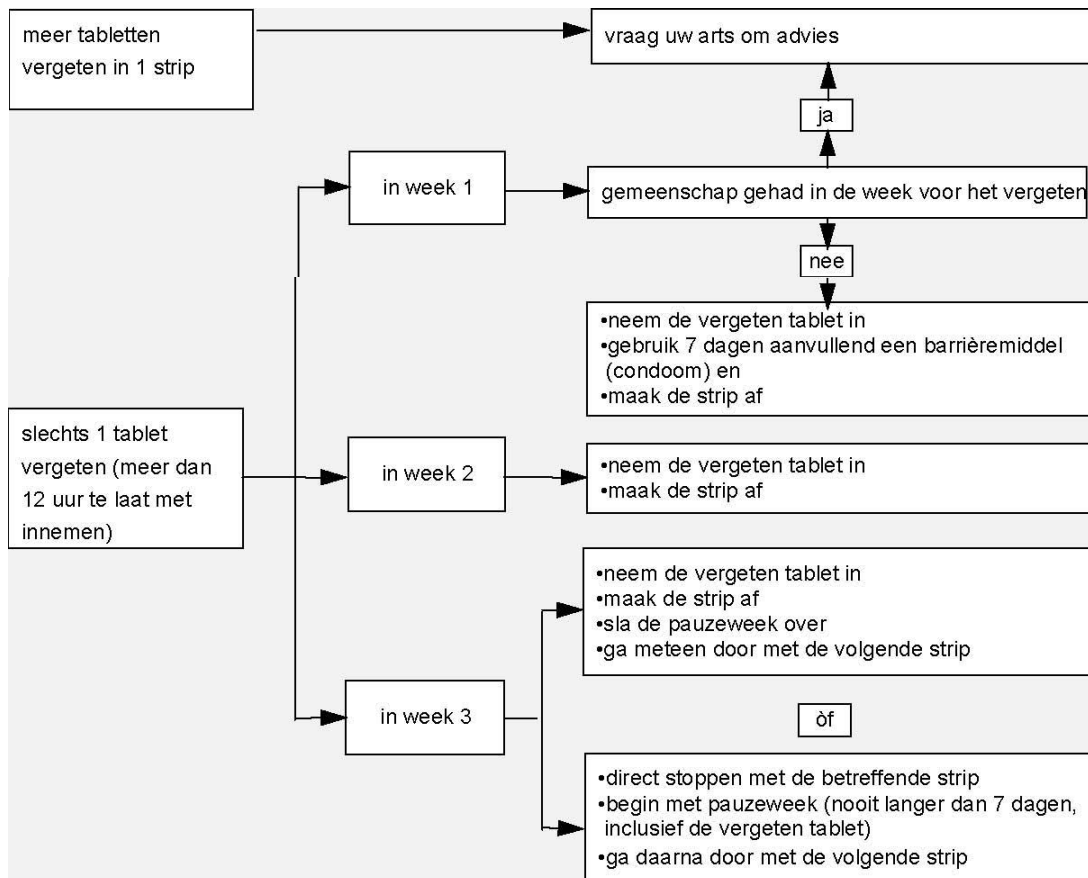 meer tabletten
vergeten in 1 strip
vraag uw arts om advies
ja
in week 1
gemeenschap gehad in de week voor het vergeten
nee
•neem de vergeten tablet in
•gebruik 7 dagen aanvullend een barrièremiddel
(condoom) en
•maak de strip af
slechts 1 tablet
vergeten (meer dan
12 uur te laat met
innemen)
in week 2
•neem de vergeten tablet in
•maak de strip af
•neem de vergeten tablet in
•maak de strip af
•sla de pauzeweek over
•ga meteen door met de volgende strip
in week 3
òf
•direct stoppen met de betreffende strip
•begin met pauzeweek (nooit langer dan 7 dagen,
inclusief de vergeten tablet)
•ga daarna door met de volgende strip